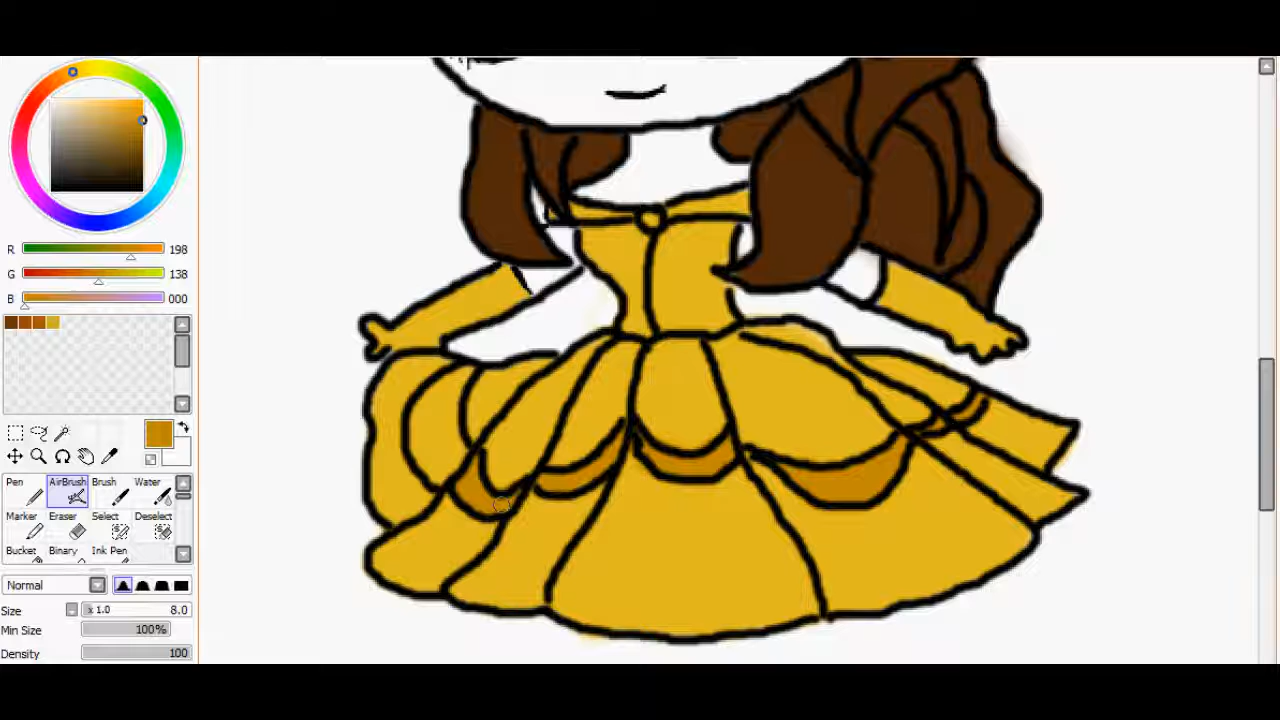 R 198
G 138
B 000
Pen AirBrush Brush Water
Marker Eraser Select Deselect
Bucket Binary Ink Pen
Normal
Size x 1.0 8.0
Min Size 100%
Density 100